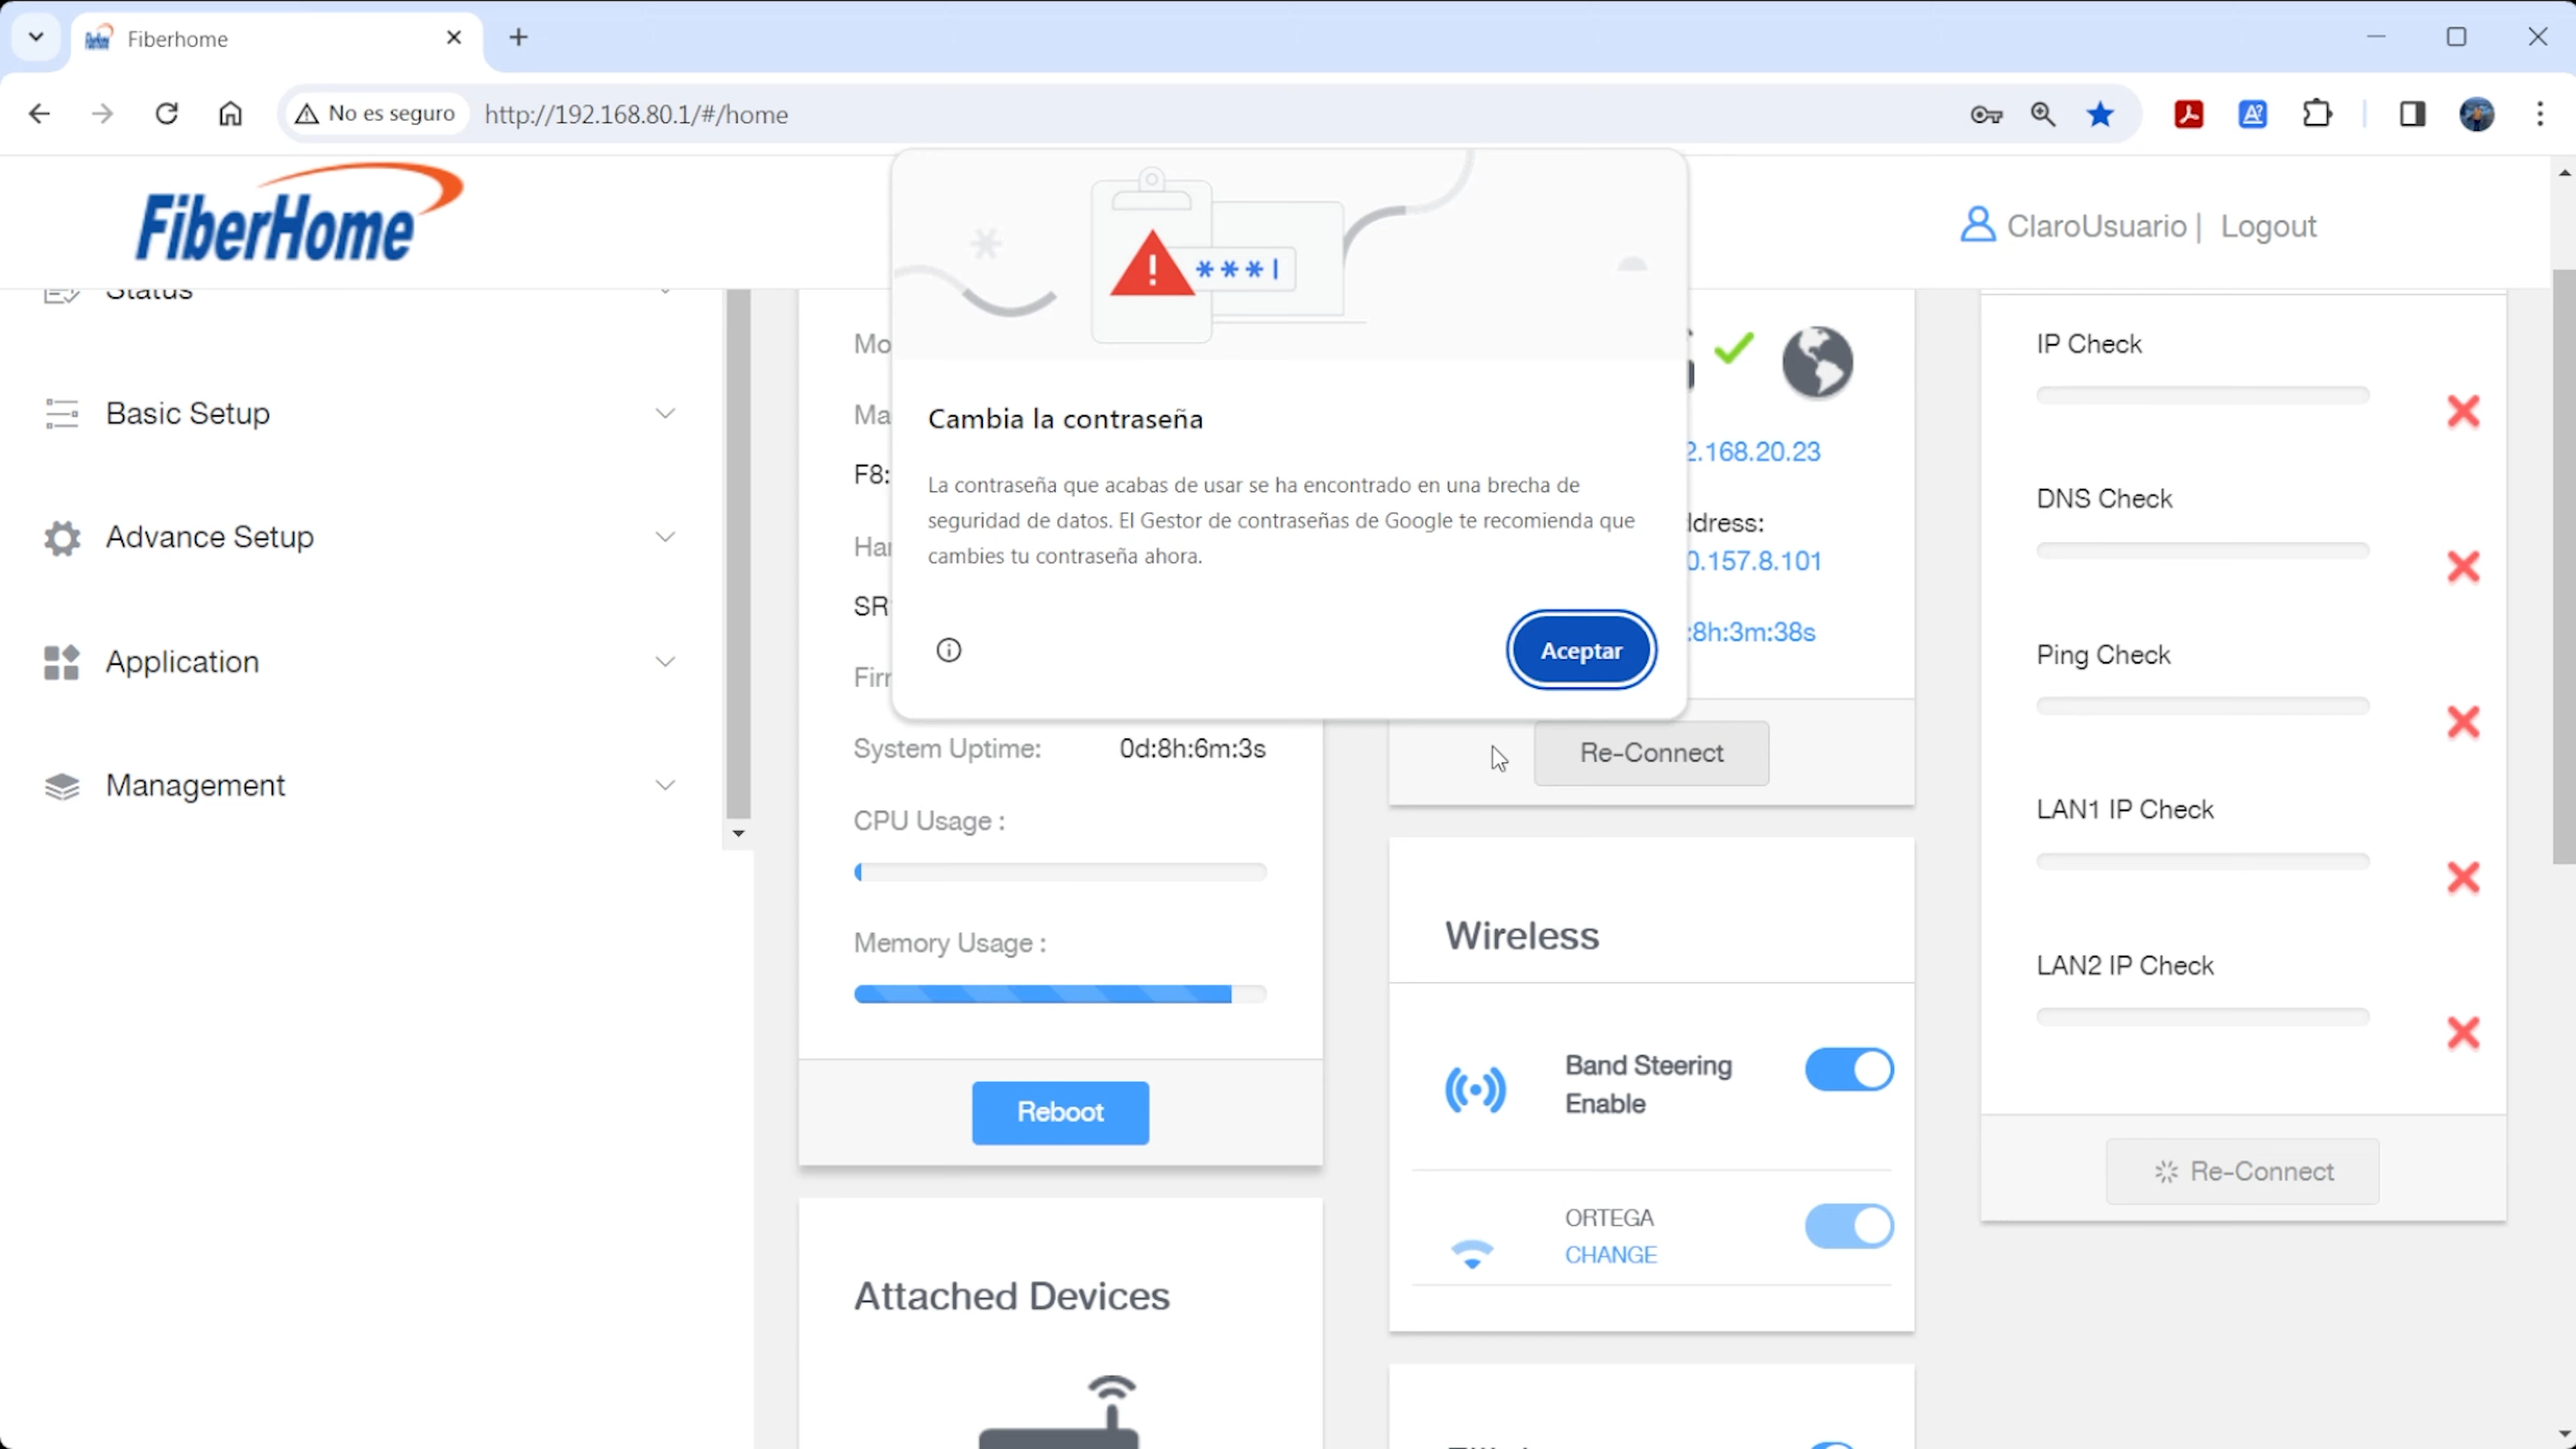 Fiberhome
No es seguro
http://192.168.80.1/#/home
FiberHome
ClaroUsuario | Logout
Status
Basic Setup
Advance Setup
Application
Management
Mo
Ma
F8:
Har
SR
Firr
System Uptime: 0d:8h:6m:3s
CPU Usage :
Memory Usage :
Reboot
Attached Devices
Cambia la contraseña
La contraseña que acabas de usar se ha encontrado en una brecha de
seguridad de datos. El Gestor de contraseñas de Google te recomienda que
cambies tu contraseña ahora.
Aceptar
2.168.20.23
ddress:
0.157.8.101
:8h:3m:38s
Re-Connect
Wireless
Band Steering
Enable
ORTEGA
CHANGE
IP Check
DNS Check
Ping Check
LAN1 IP Check
LAN2 IP Check
Re-Connect